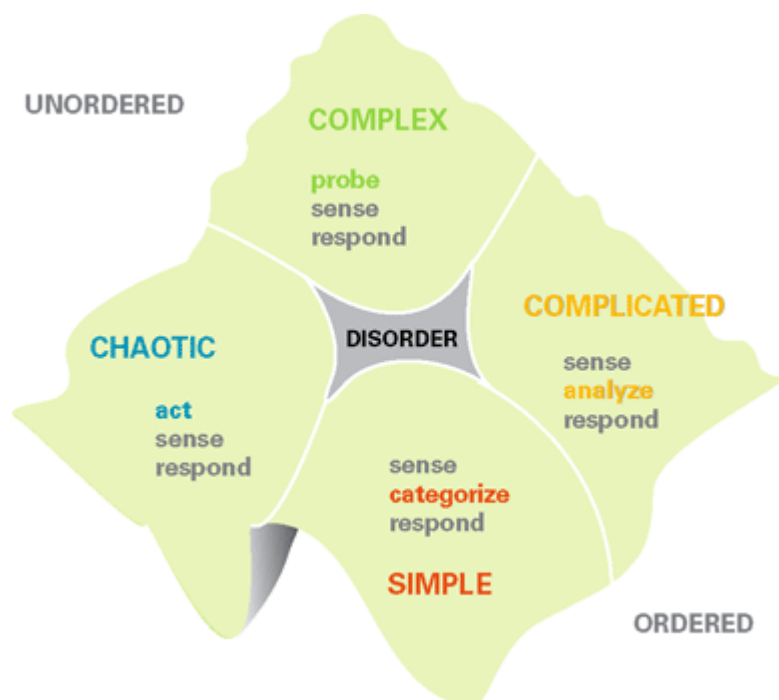 UNORDERED
COMPLEX
probe
sense
respond
COMPLICATED
sense
analyze
respond
DISORDER
CHAOTIC
act
sense
respond
sense
categorize
respond
SIMPLE
ORDERED